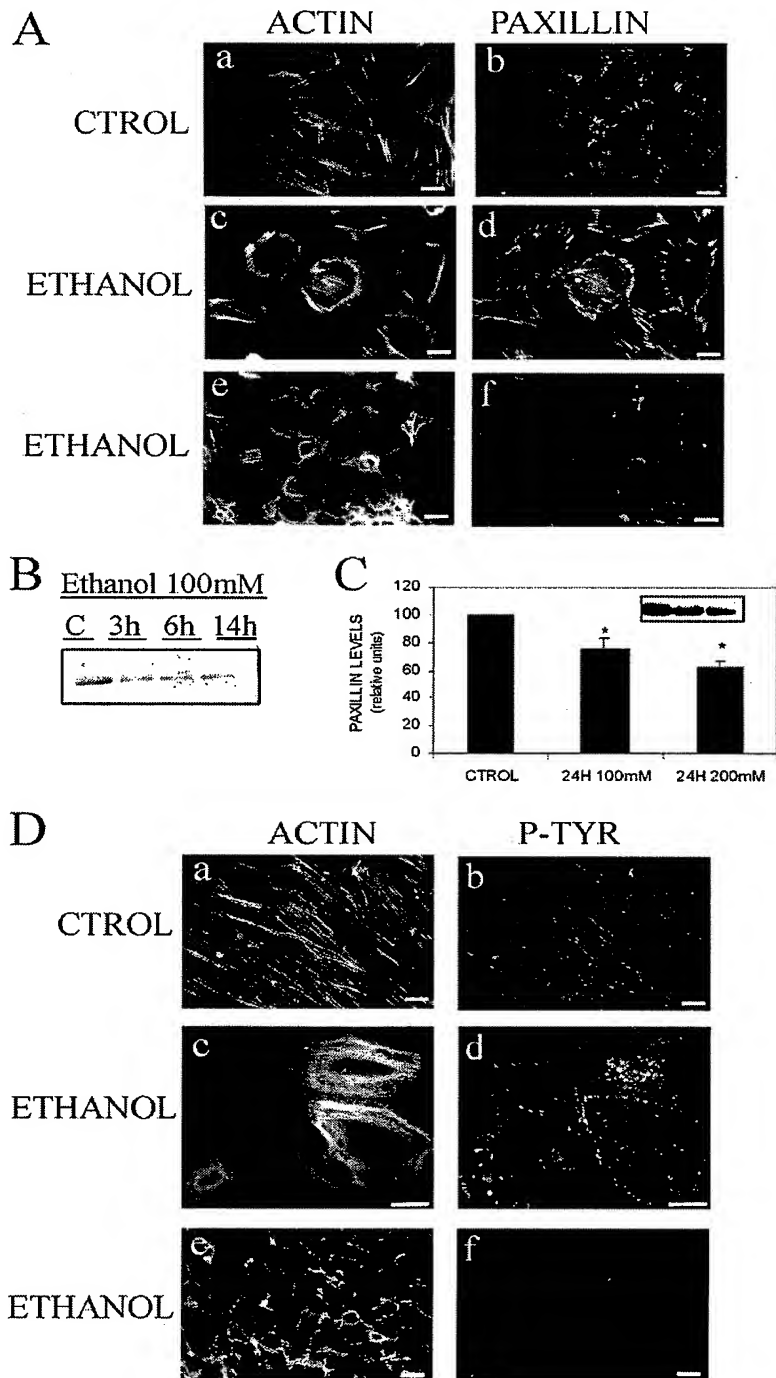 A
ACTIN PAXILLIN
a b
CTROL
c d
ETHANOL
e f
ETHANOL
B
Ethanol 100mM
C 3h 6h 14h
C
120
100
80
60
40
20
0
PAXILLIN LEVELS
(relative units)
* *
CTROL 24H 100mM 24H 200mM
D
ACTIN P-TYR
a b
CTROL
c d
ETHANOL
e f
ETHANOL